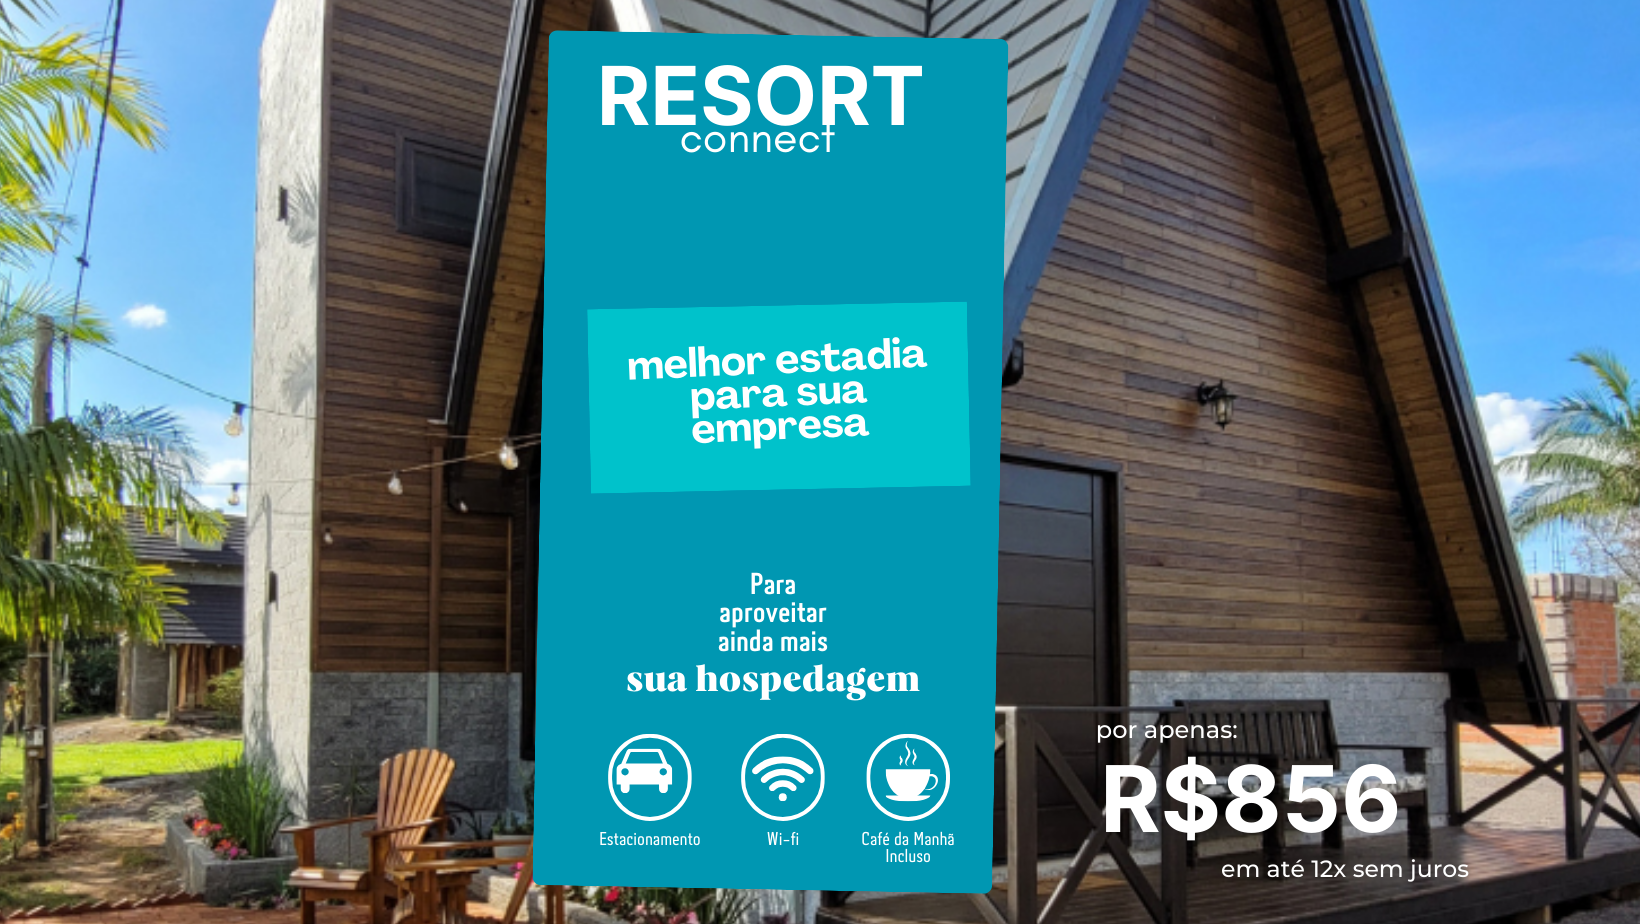 RESORT
connect
melhor estadia
para sua
empresa
Para
aproveitar
ainda mais
sua hospedagem
Estacionamento
Wi-fi
Café da Manhã
Incluso
por apenas:
R$856
em até 12x sem juros